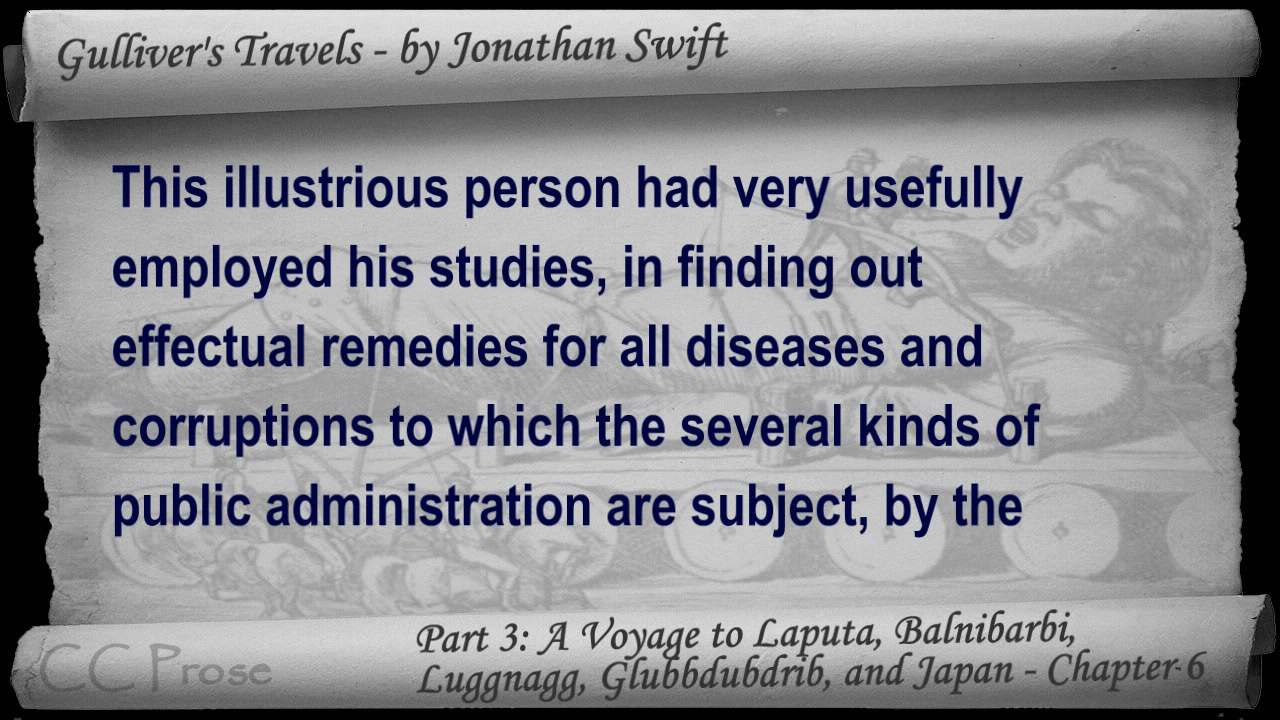 Gulliver's Travels - by Jonathan Swift
This illustrious person had very usefully
employed his studies, in finding out
effectual remedies for all diseases and
corruptions to which the several kinds of
public administration are subject, by the
Part 3: A Voyage to Laputa, Balnibarbi,
Luggnagg, Glubbdubdrib, and Japan - Chapter 6
CC Prose